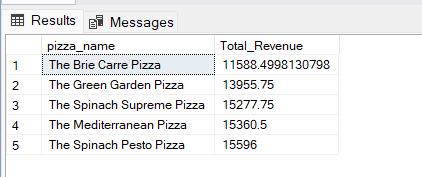 Results Messages
pizza_name Total_Revenue
1 The Brie Carre Pizza 11588.4998130798
2 The Green Garden Pizza 13955.75
3 The Spinach Supreme Pizza 15277.75
4 The Mediterranean Pizza 15360.5
5 The Spinach Pesto Pizza 15596